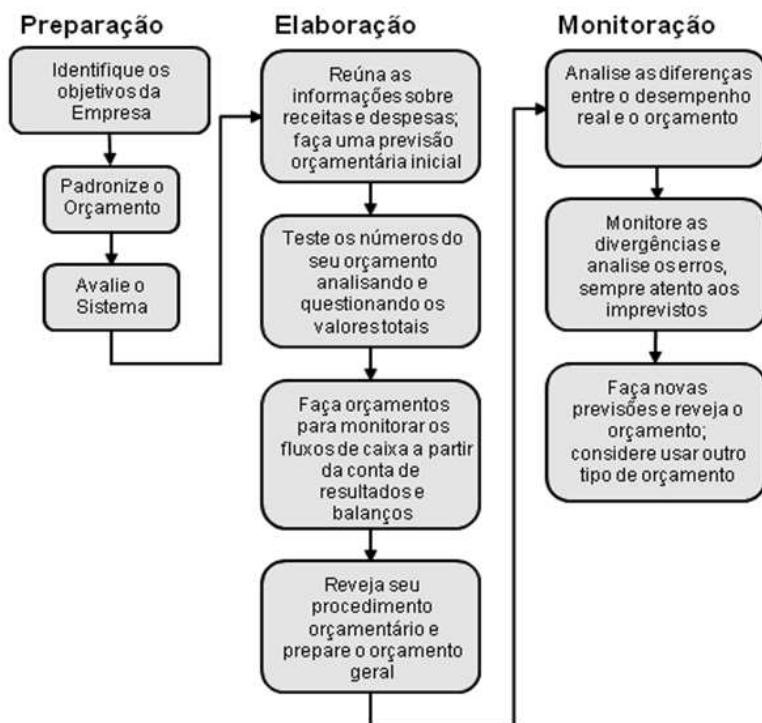 Preparação
Identifique os
objetivos da
Empresa
Padronize o
Orçamento
Avalie o
Sistema
Elaboração
Reúna as
informações sobre
receitas e despesas;
faça uma previsão
orçamentária inicial
Teste os números do
seu orçamento
analisando e
questionando os
valores totais
Faça orçamentos
para monitorar os
fluxos de caixa a partir
da conta de
resultados e
balanços
Reveja seu
procedimento
orçamentário e
prepare o orçamento
geral
Monitoração
Analise as diferenças
entre o desempenho
real e o orçamento
Monitore as
divergências e
analise os erros,
sempre atento aos
imprevistos
Faça novas
previsões e reveja o
orçamento;
considere usar outro
tipo de orçamento